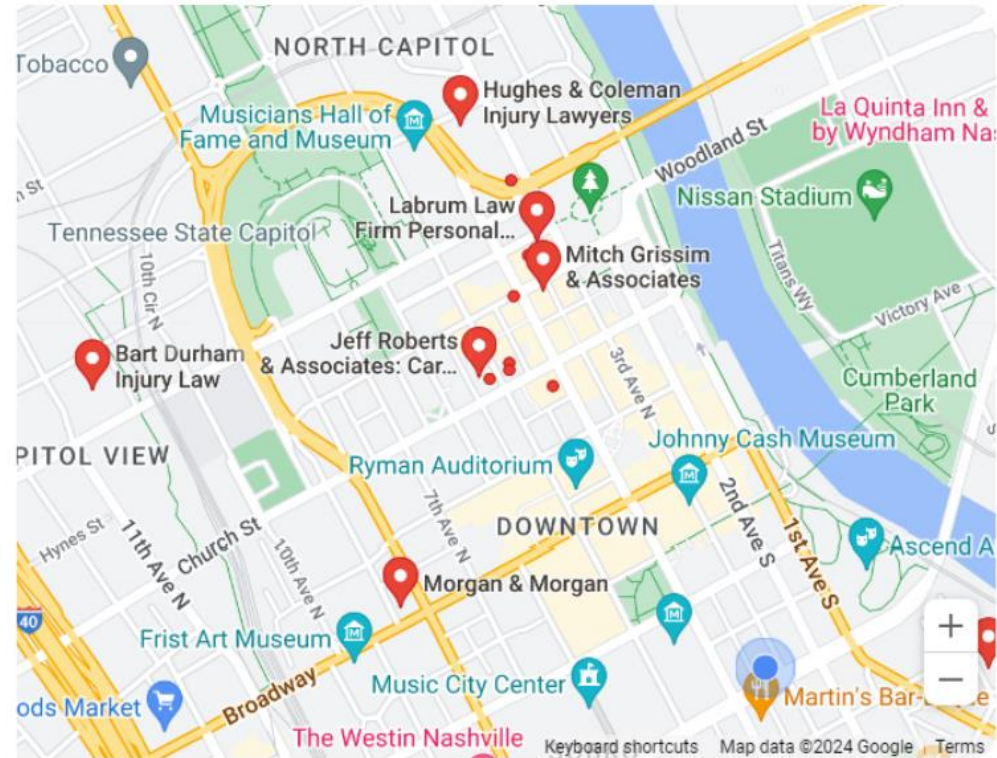 NORTH CAPITOL
Tobacco
Hughes & Coleman
Injury Lawyers
Musicians Hall of
Fame and Museum
La Quinta Inn &
by Wyndham Nas
Woodland St
Nissan Stadium
n St
Labrum Law
Firm Personal...
Tennessee State Capitol
10th Cir N
Mitch Grissim
& Associates
Titans Wy
Victory Ave
Jeff Roberts
& Associates: Car...
Bart Durham
Injury Law
3rd Ave N
Cumberland
Park
S
PITOL VIEW
Johnny Cash Museum
Ryman Auditorium
7th Ave N
2nd Ave S
DOWNTOWN
Hynes St
11th Ave N
Church St
10th Ave N
1st Ave S
Ascend A
Morgan & Morgan
40
Frist Art Museum
+
Broadway
Music City Center
−
ods Market
Martin's Bar-
e
The Westin Nashville
Keyboard shortcuts
Map data ©2024 Google
Terms